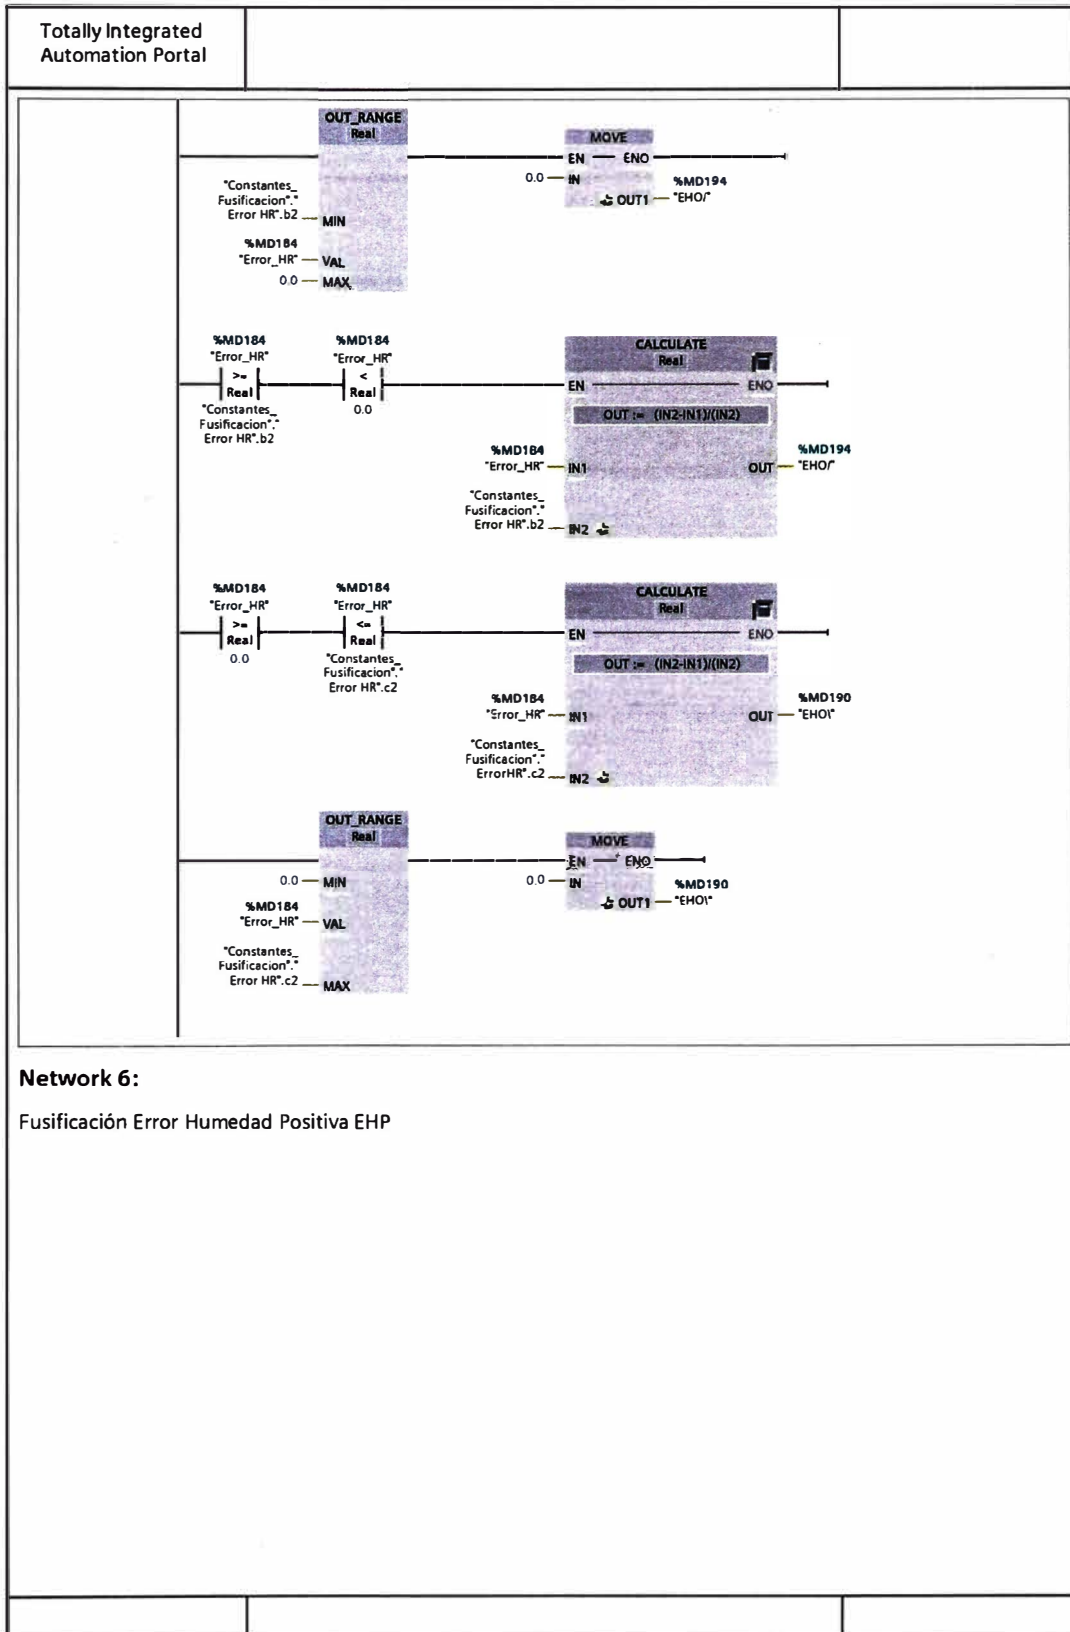 Totally Integrated
Automation Portal
OUT_RANGE
Real
MOVE
EN ENO
0.0 IN
%MD194
OUT1 "EHO/"
"Constantes_
Fusificacion"."
Error HR".b2 MIN
%MD184
"Error_HR" VAL
0.0 MAX
%MD184
"Error_HR"
>=
Real
"Constantes_
Fusificacion"."
Error HR".b2
%MD184
"Error_HR"
<
Real
0.0
CALCULATE
Real
EN ENO
OUT := (IN2-IN1)/(IN2)
%MD184
"Error_HR" IN1
%MD194
OUT "EHO/"
"Constantes_
Fusificacion"."
Error HR".b2 IN2
%MD184
"Error_HR"
>=
Real
0.0
%MD184
"Error_HR"
<=
Real
"Constantes_
Fusificacion"."
Error HR".c2
CALCULATE
Real
EN ENO
OUT := (IN2-IN1)/(IN2)
%MD184
"Error_HR" IN1
%MD190
OUT "EHO\"
"Constantes_
Fusificacion"."
ErrorHR".c2 IN2
OUT_RANGE
Real
MOVE
EN ENO
0.0 IN
%MD190
OUT1 "EHO\"
0.0 MIN
%MD184
"Error_HR" VAL
"Constantes_
Fusificacion"."
Error HR".c2 MAX
Network 6:
Fusificación Error Humedad Positiva EHP